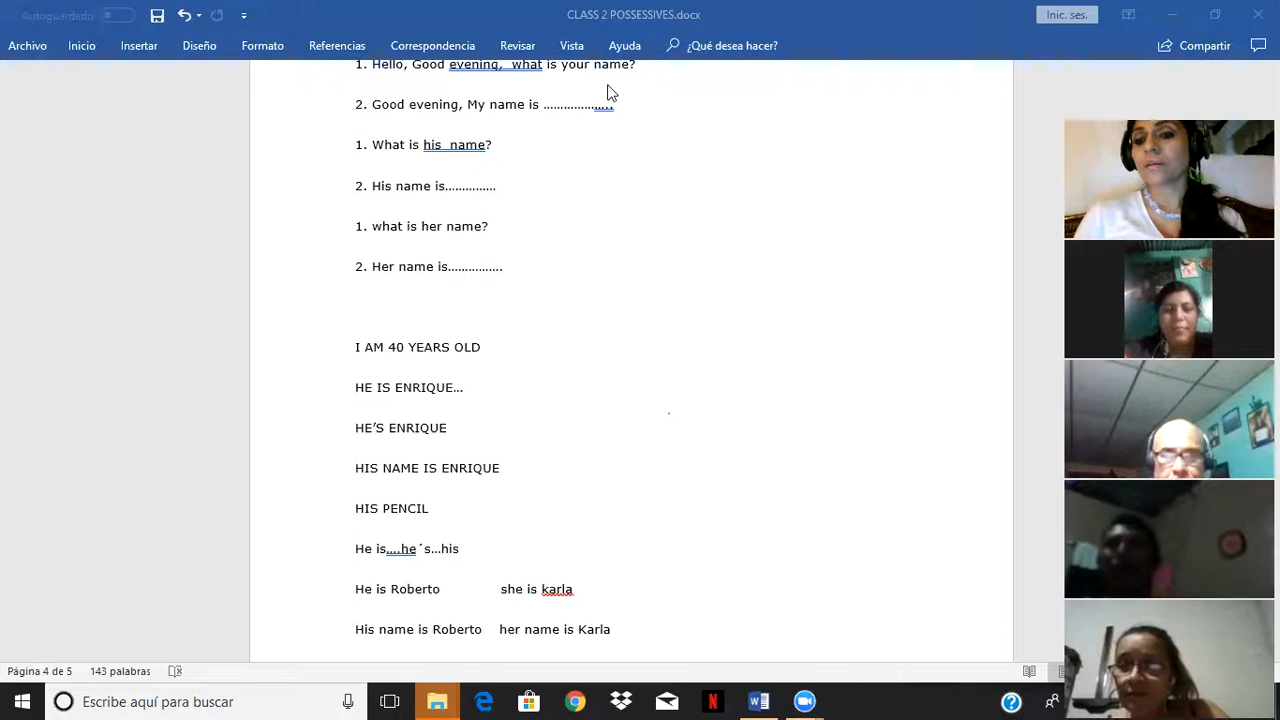 Autoguardado
CLASS 2 POSSESSIVES.docx
Inic. ses.
Archivo Inicio Insertar Diseño Formato Referencias Correspondencia Revisar Vista Ayuda ¿Qué desea hacer? Compartir
1. Hello, Good evening,  what is your name?
2. Good evening, My name is .....................
1. What is his  name?
2. His name is...............
1. what is her name?
2. Her name is................
I AM 40 YEARS OLD
HE IS ENRIQUE...
HE'S ENRIQUE
HIS NAME IS ENRIQUE
HIS PENCIL
He is....he´s...his
He is Roberto she is karla
His name is Roberto her name is Karla
Página 4 de 5 143 palabras
Escribe aquí para buscar